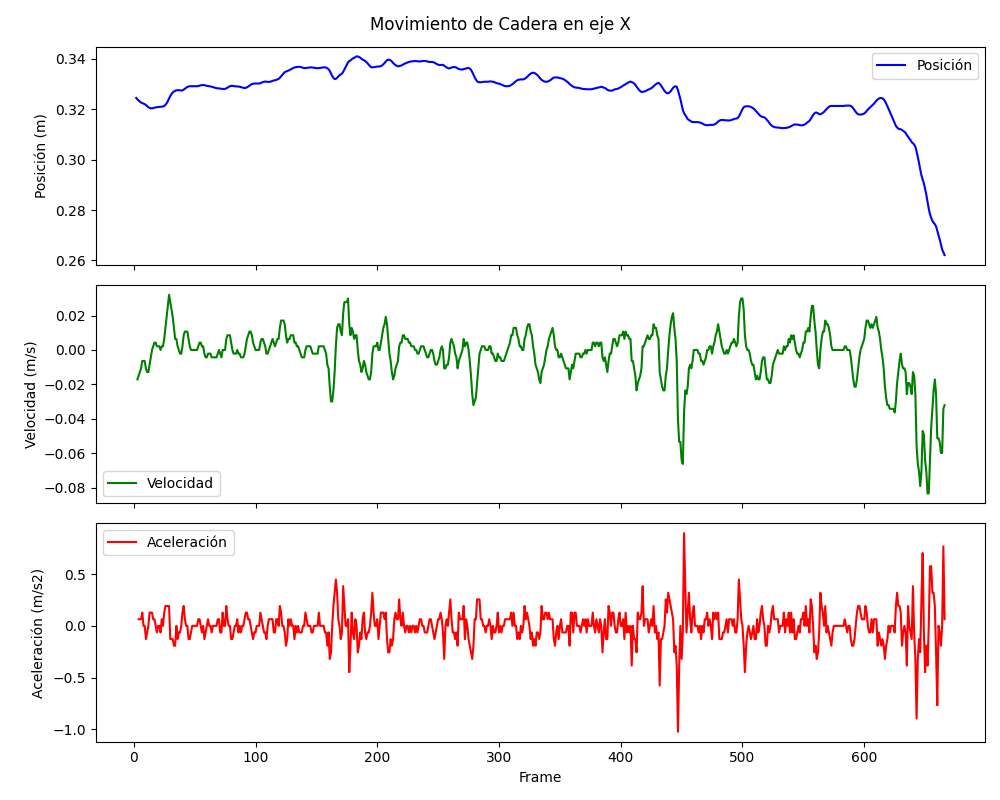 Movimiento de Cadera en eje X
Posición (m)
0.34
0.32
0.30
0.28
0.26
Posición
Velocidad (m/s)
0.02
0.00
−0.02
−0.04
−0.06
−0.08
Velocidad
Aceleración (m/s2)
0.5
0.0
−0.5
−1.0
Aceleración
0 100 200 300 400 500 600
Frame